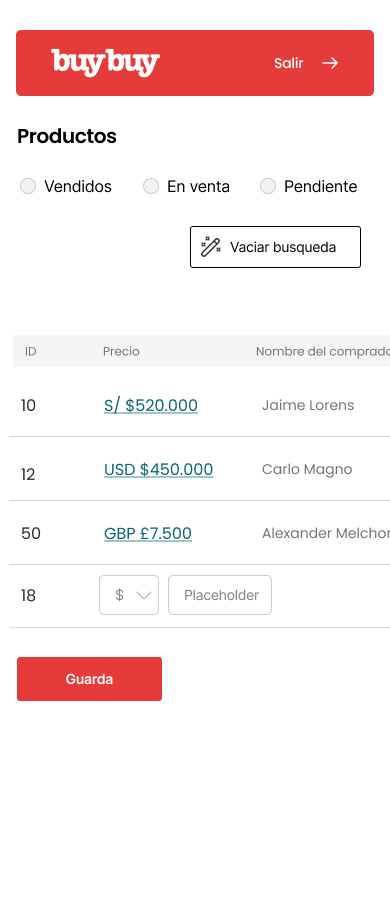 buybuy
Salir
Productos
Vendidos En venta Pendiente
Vaciar busqueda
ID Precio Nombre del comprado
10 S/ $520.000 Jaime Lorens
12 USD $450.000 Carlo Magno
50 GBP £7.500 Alexander Melchor
18 $ Placeholder
Guarda